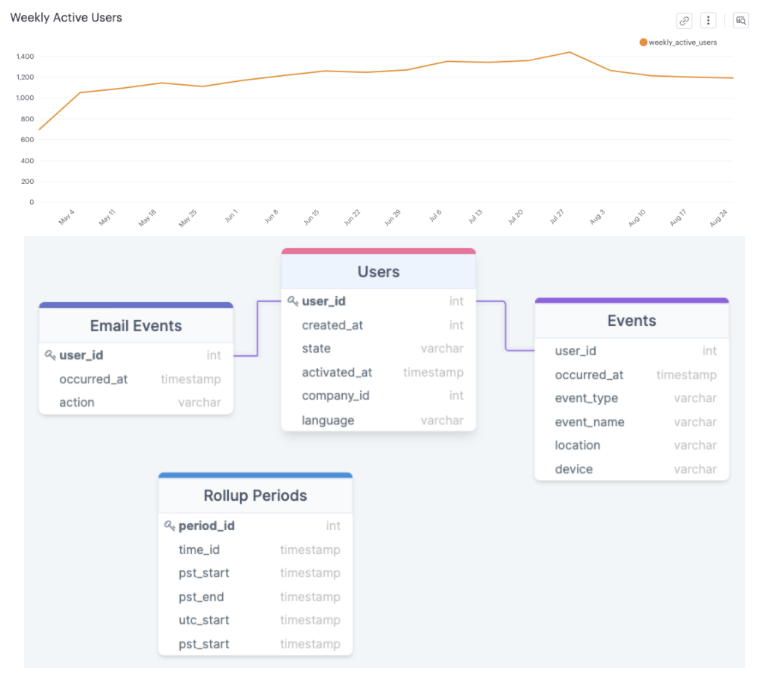 Weekly Active Users
weekly_active_users
1,400
1,200
1,000
800
600
400
200
0
May 4
May 11
May 18
May 25
Jun 1
Jun 8
Jun 15
Jun 22
Jun 29
Jul 6
Jul 13
Jul 20
Jul 27
Aug 3
Aug 10
Aug 17
Aug 24
Email Events
user_id int
occurred_at timestamp
action varchar
Users
user_id int
created_at int
state varchar
activated_at timestamp
company_id int
language varchar
Events
user_id int
occurred_at timestamp
event_type varchar
event_name varchar
location varchar
device varchar
Rollup Periods
period_id int
time_id timestamp
pst_start timestamp
pst_end timestamp
utc_start timestamp
pst_start timestamp